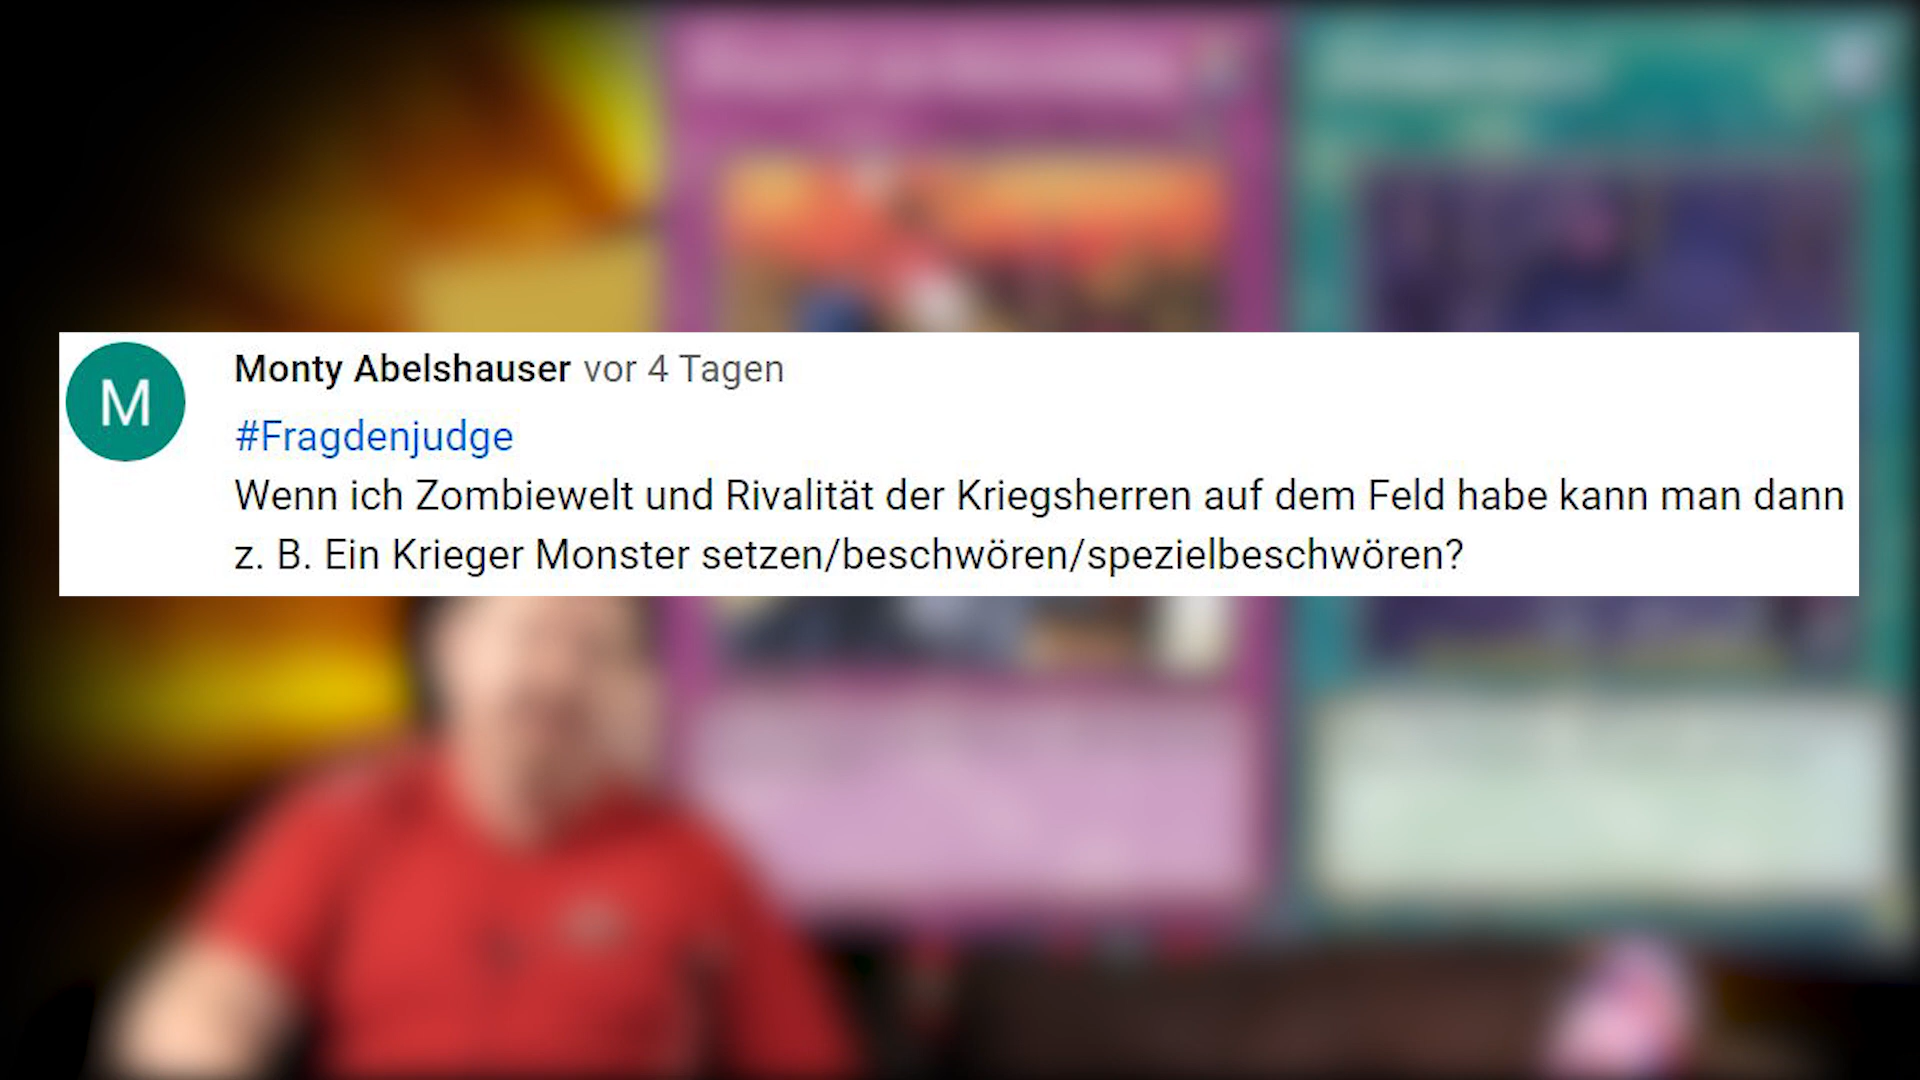 M
Monty Abelshauser vor 4 Tagen
#Fragdenjudge
Wenn ich Zombiewelt und Rivalität der Kriegsherren auf dem Feld habe kann man dann
z. B. Ein Krieger Monster setzen/beschwören/spezielbeschwören?